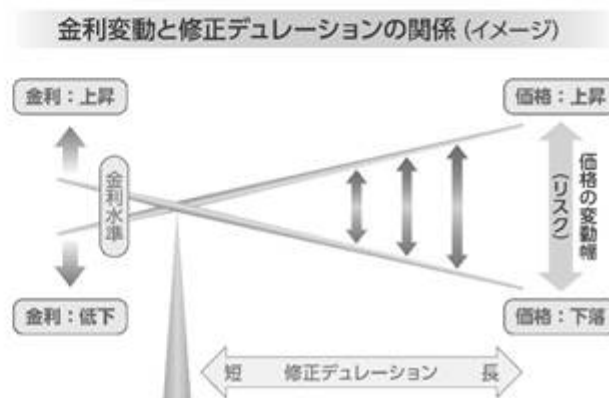 金利変動と修正デュレーションの関係（イメージ）
金利：上昇
価格：上昇
金利水準
価格の変動幅
（リスク）
金利：低下
価格：下落
短 修正デュレーション 長